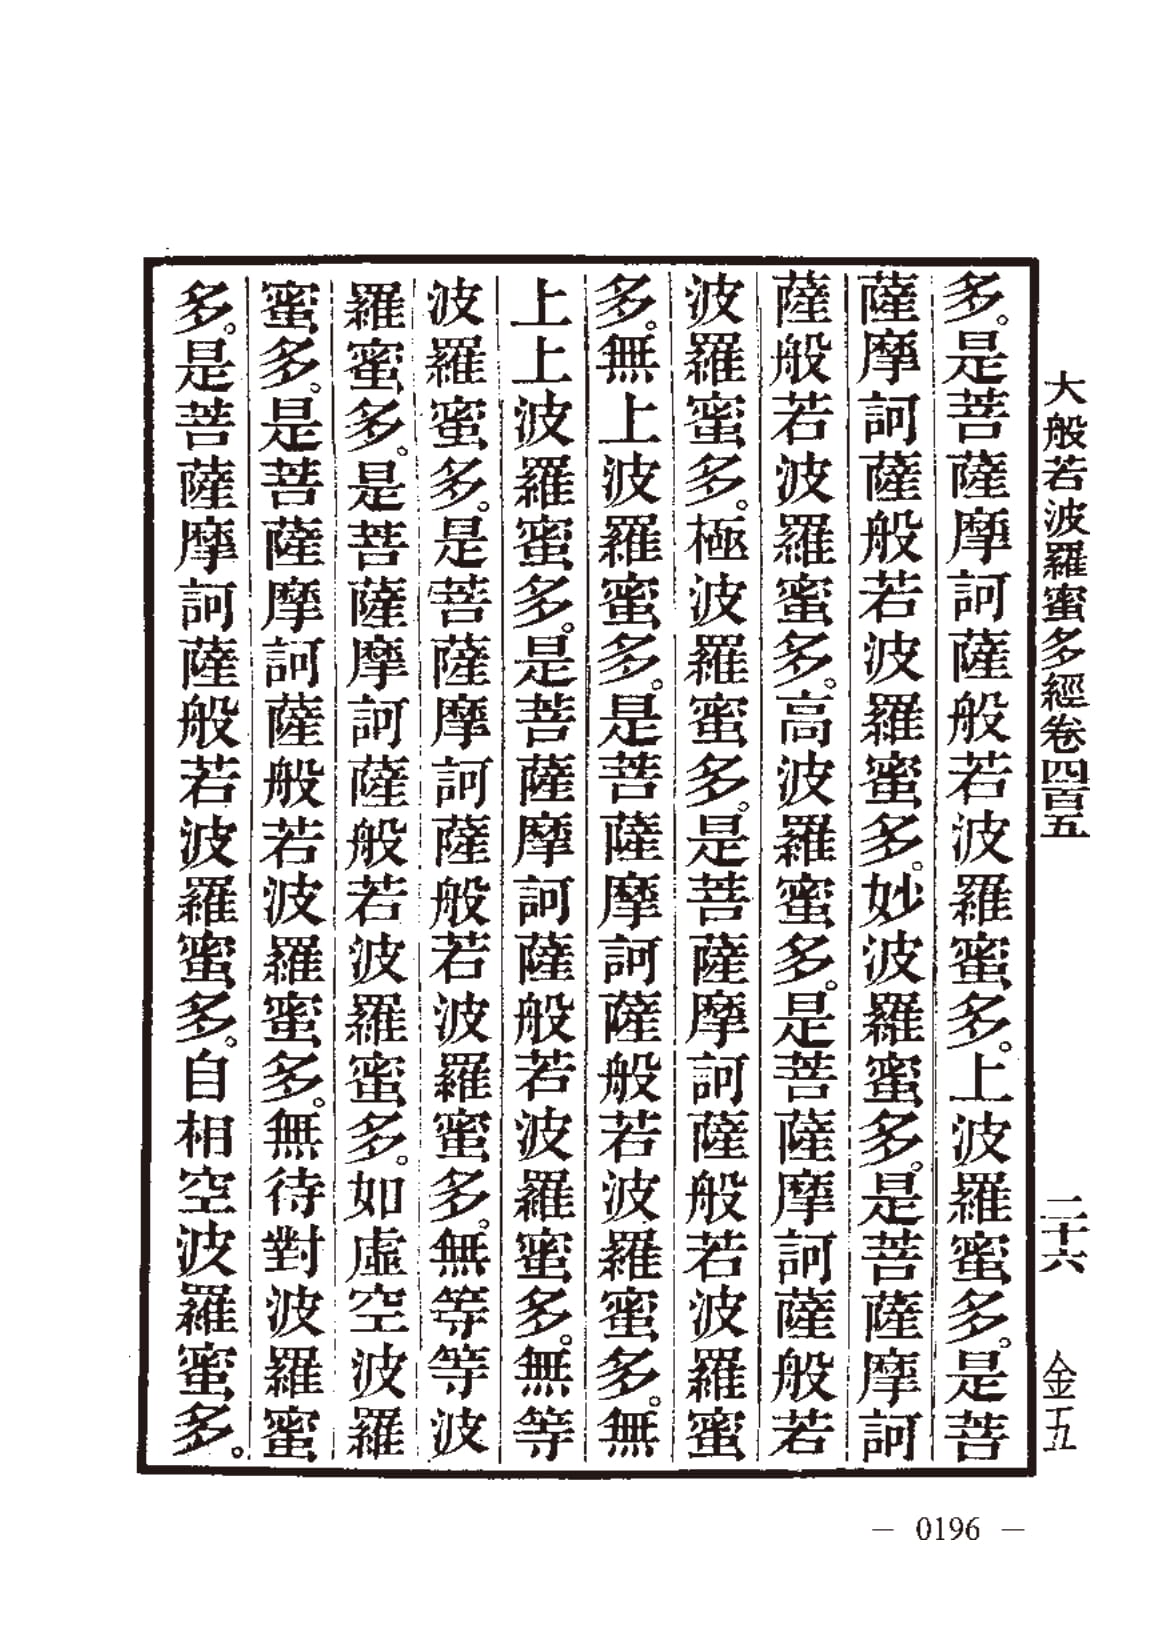 大般若波羅蜜多經卷四百五　二十六　金五
多。是菩薩摩訶薩般若波羅蜜多。上波羅蜜多。是菩
薩摩訶薩般若波羅蜜多。妙波羅蜜多。是菩薩摩訶
薩般若波羅蜜多。高波羅蜜多。是菩薩摩訶薩般若
波羅蜜多。極波羅蜜多。是菩薩摩訶薩般若波羅蜜
多。無上波羅蜜多。是菩薩摩訶薩般若波羅蜜多。無
上上波羅蜜多。是菩薩摩訶薩般若波羅蜜多。無等
波羅蜜多。是菩薩摩訶薩般若波羅蜜多。無等等波
羅蜜多。是菩薩摩訶薩般若波羅蜜多。如虛空波羅
蜜多。是菩薩摩訶薩般若波羅蜜多。無待對波羅蜜
多。是菩薩摩訶薩般若波羅蜜多。自相空波羅蜜多。
— 0196 —